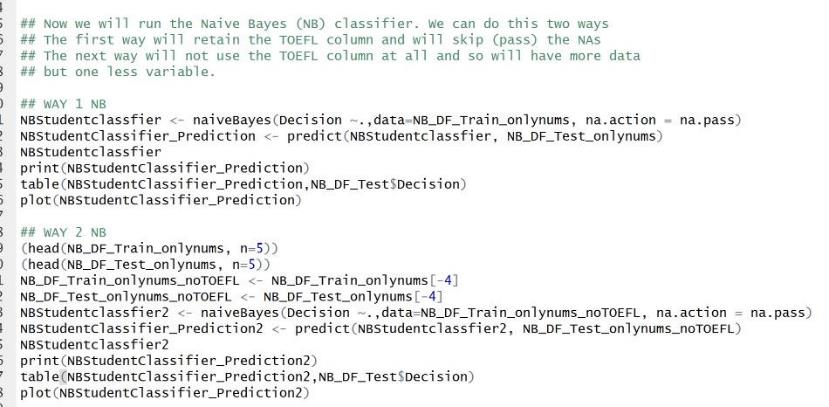 ## Now we will run the Naive Bayes (NB) classifier. We can do this two ways
## The first way will retain the TOEFL column and will skip (pass) the NAs
## The next way will not use the TOEFL column at all and so will have more data
## but one less variable.
## WAY 1 NB
NBStudentclassfier <- naiveBayes(Decision ~.,data=NB_DF_Train_onlynums, na.action = na.pass)
NBStudentClassifier_Prediction <- predict(NBStudentclassfier, NB_DF_Test_onlynums)
NBStudentclassfier
print(NBStudentClassifier_Prediction)
table(NBStudentClassifier_Prediction,NB_DF_Test$Decision)
plot(NBStudentClassifier_Prediction)
## WAY 2 NB
(head(NB_DF_Train_onlynums, n=5))
(head(NB_DF_Test_onlynums, n=5))
NB_DF_Train_onlynums_noTOEFL <- NB_DF_Train_onlynums[-4]
NB_DF_Test_onlynums_noTOEFL <- NB_DF_Test_onlynums[-4]
NBStudentclassfier2 <- naiveBayes(Decision ~.,data=NB_DF_Train_onlynums_noTOEFL, na.action = na.pass)
NBStudentClassifier_Prediction2 <- predict(NBStudentclassfier2, NB_DF_Test_onlynums_noTOEFL)
NBStudentclassfier2
print(NBStudentClassifier_Prediction2)
table(NBStudentClassifier_Prediction2,NB_DF_Test$Decision)
plot(NBStudentClassifier_Prediction2)